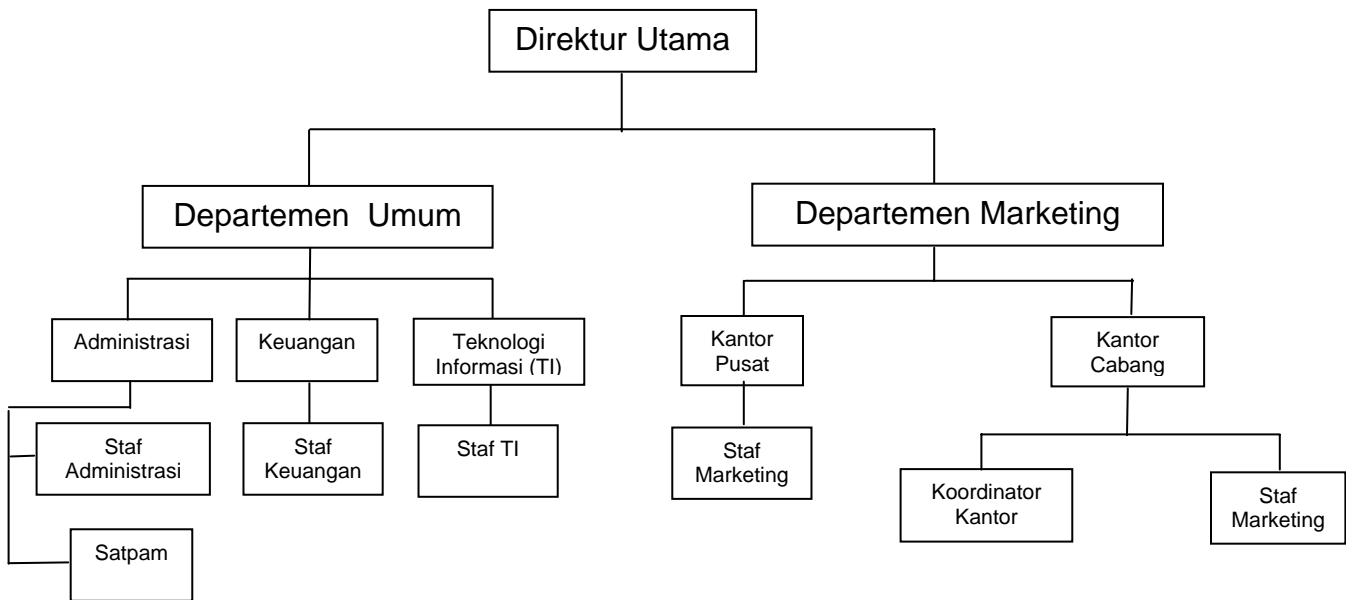 Direktur Utama
Departemen Umum
Departemen Marketing
Administrasi
Keuangan
Teknologi
Informasi (TI)
Kantor
Pusat
Kantor
Cabang
Staf
Administrasi
Staf
Keuangan
Staf TI
Staf
Marketing
Koordinator
Kantor
Staf
Marketing
Satpam